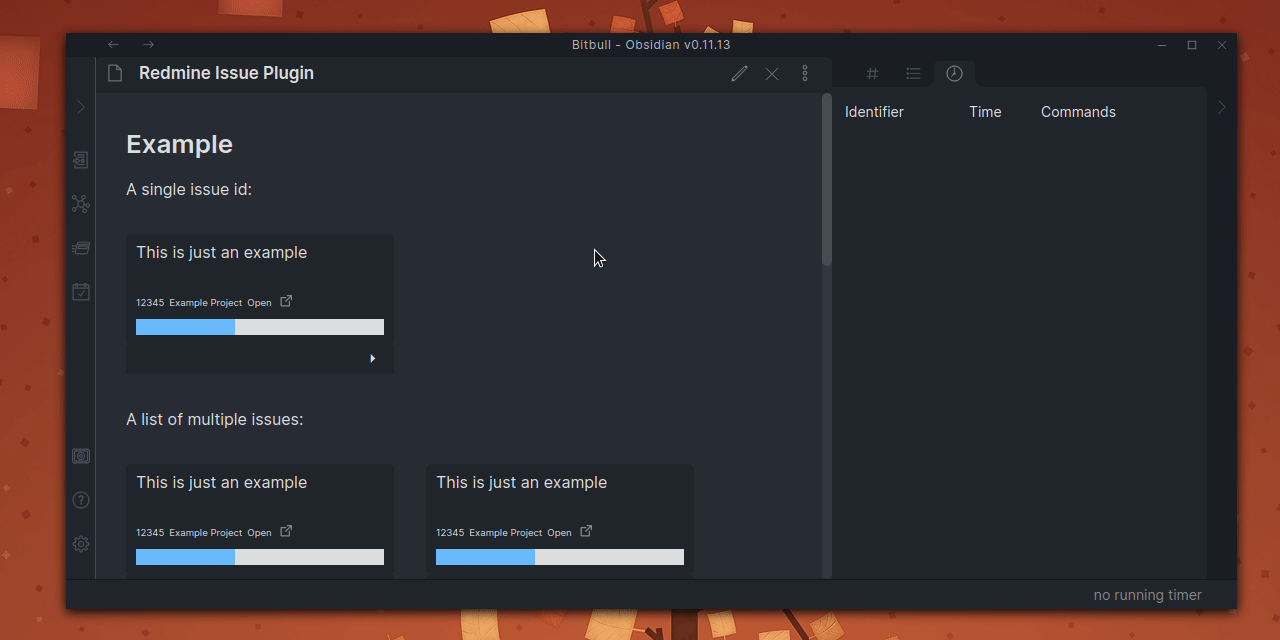 Bitbull - Obsidian v0.11.13
Redmine Issue Plugin
Identifier Time Commands
Example
A single issue id:
This is just an example
12345 Example Project Open
A list of multiple issues:
This is just an example This is just an example
12345 Example Project Open 12345 Example Project Open
no running timer